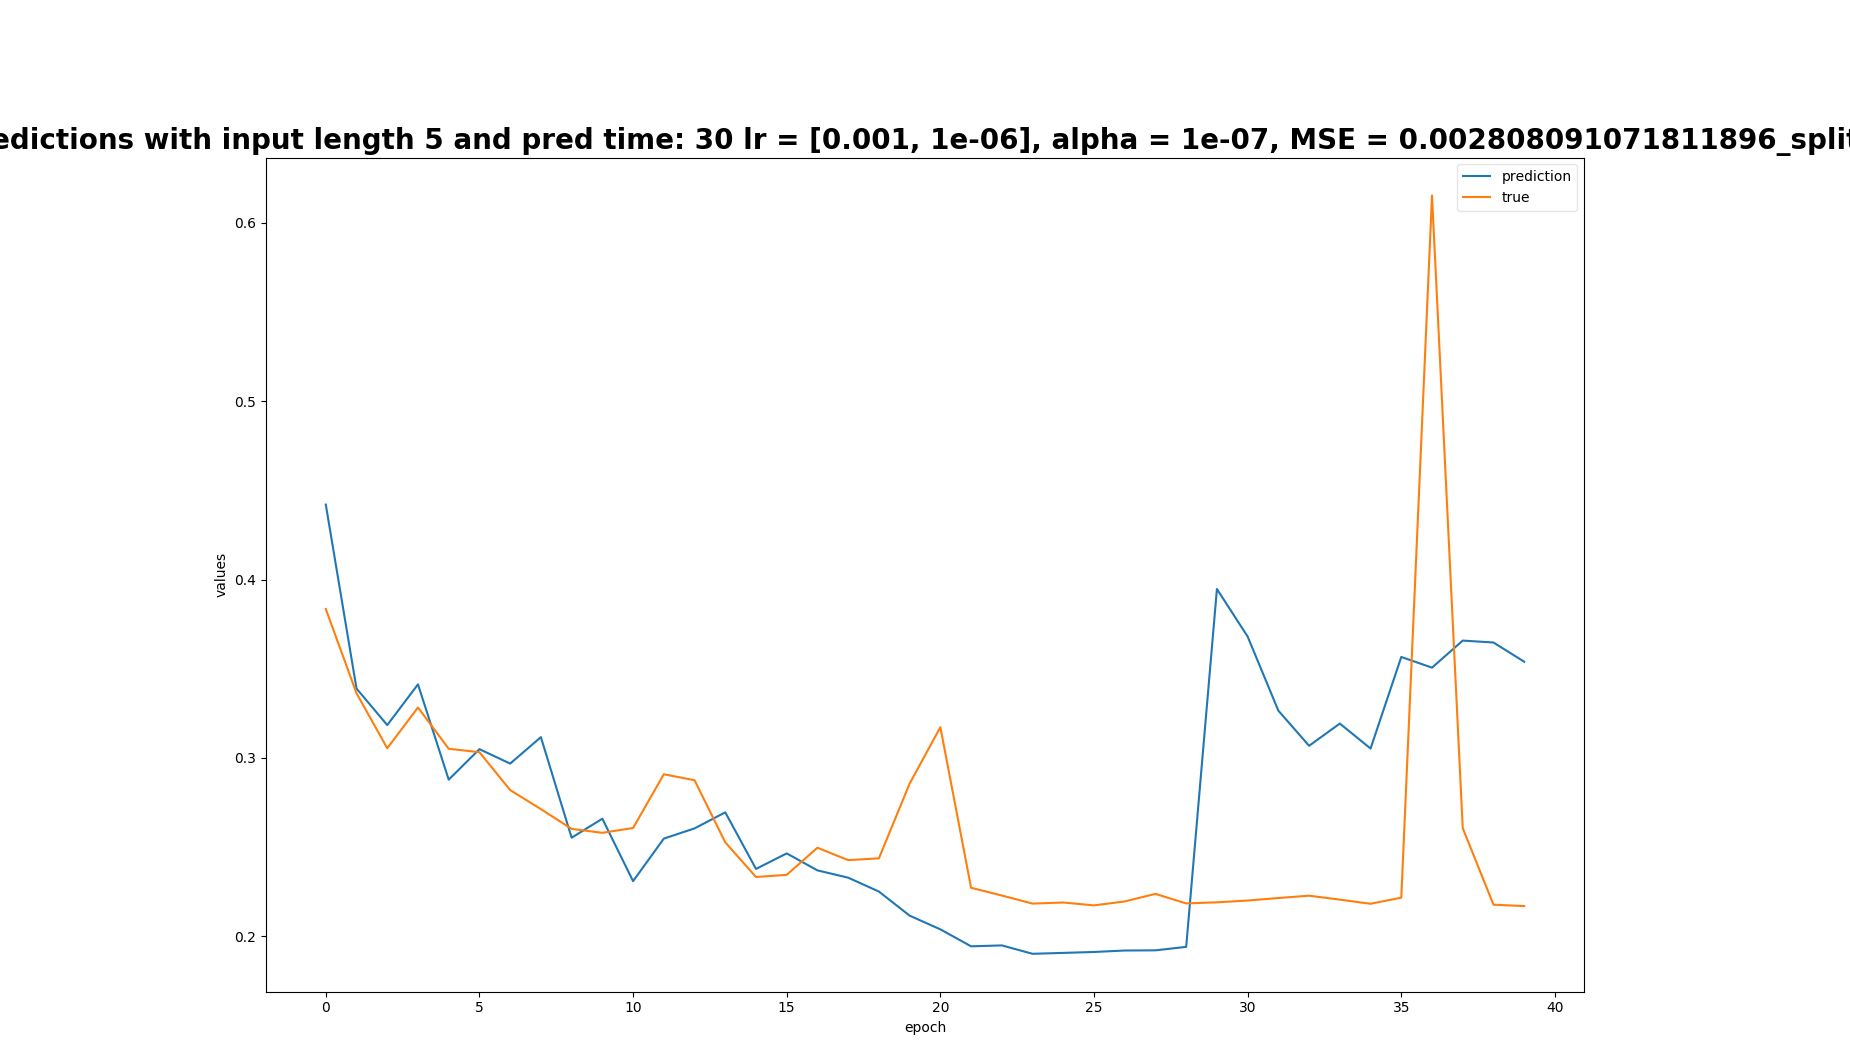 edictions with input length 5 and pred time: 30 lr = [0.001, 1e-06], alpha = 1e-07, MSE = 0.002808091071811896_split
prediction
true
0.6
0.5
0.4
0.3
0.2
values
0 5 10 15 20 25 30 35 40
epoch